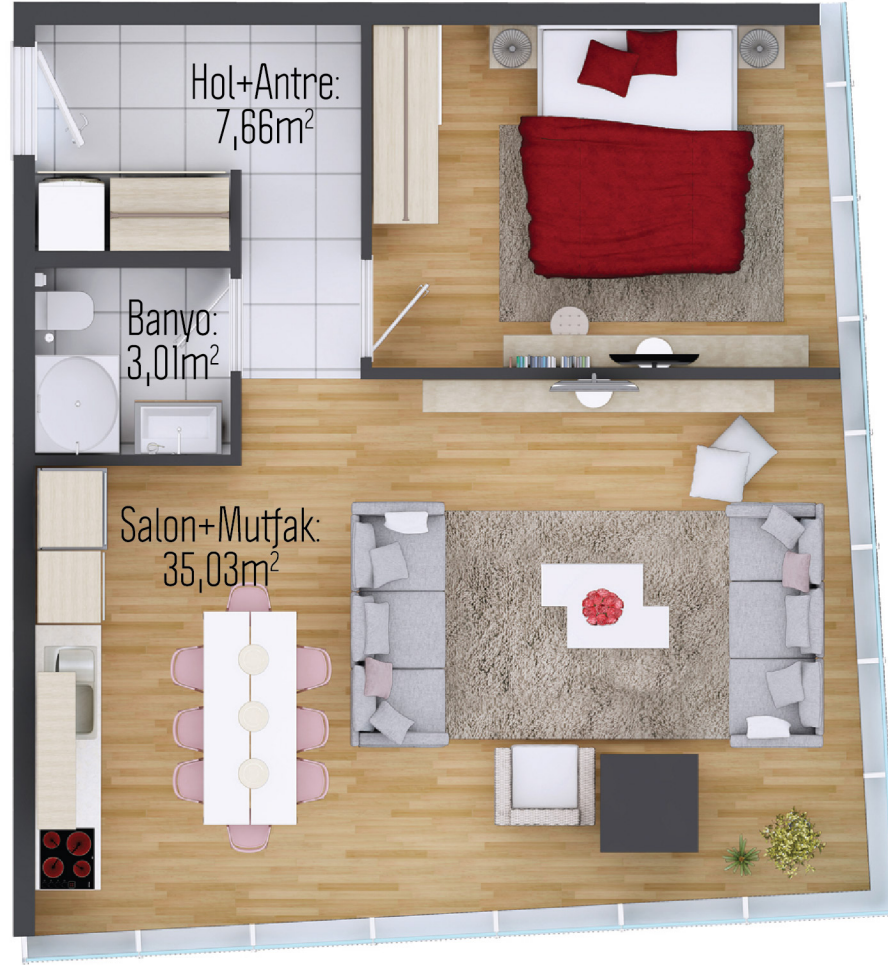 Hol+Antre:
7,66m²
Banyo:
3,01m²
Salon+Mutfak:
35,03m²